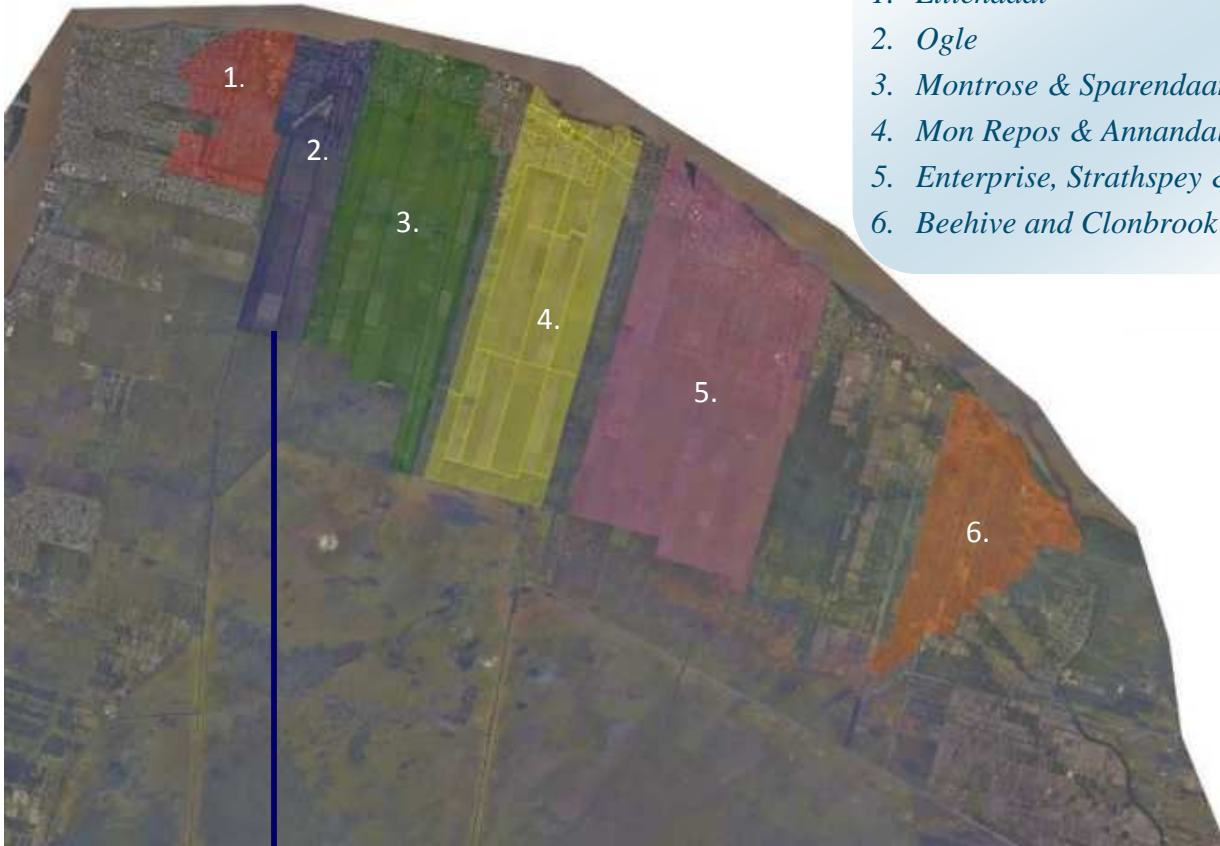 2. Ogle
3. Montrose & Sparendaa
4. Mon Repos & Annanda
5. Enterprise, Strathspey &
6. Beehive and Clonbrook
1.
2.
3.
4.
5.
6.